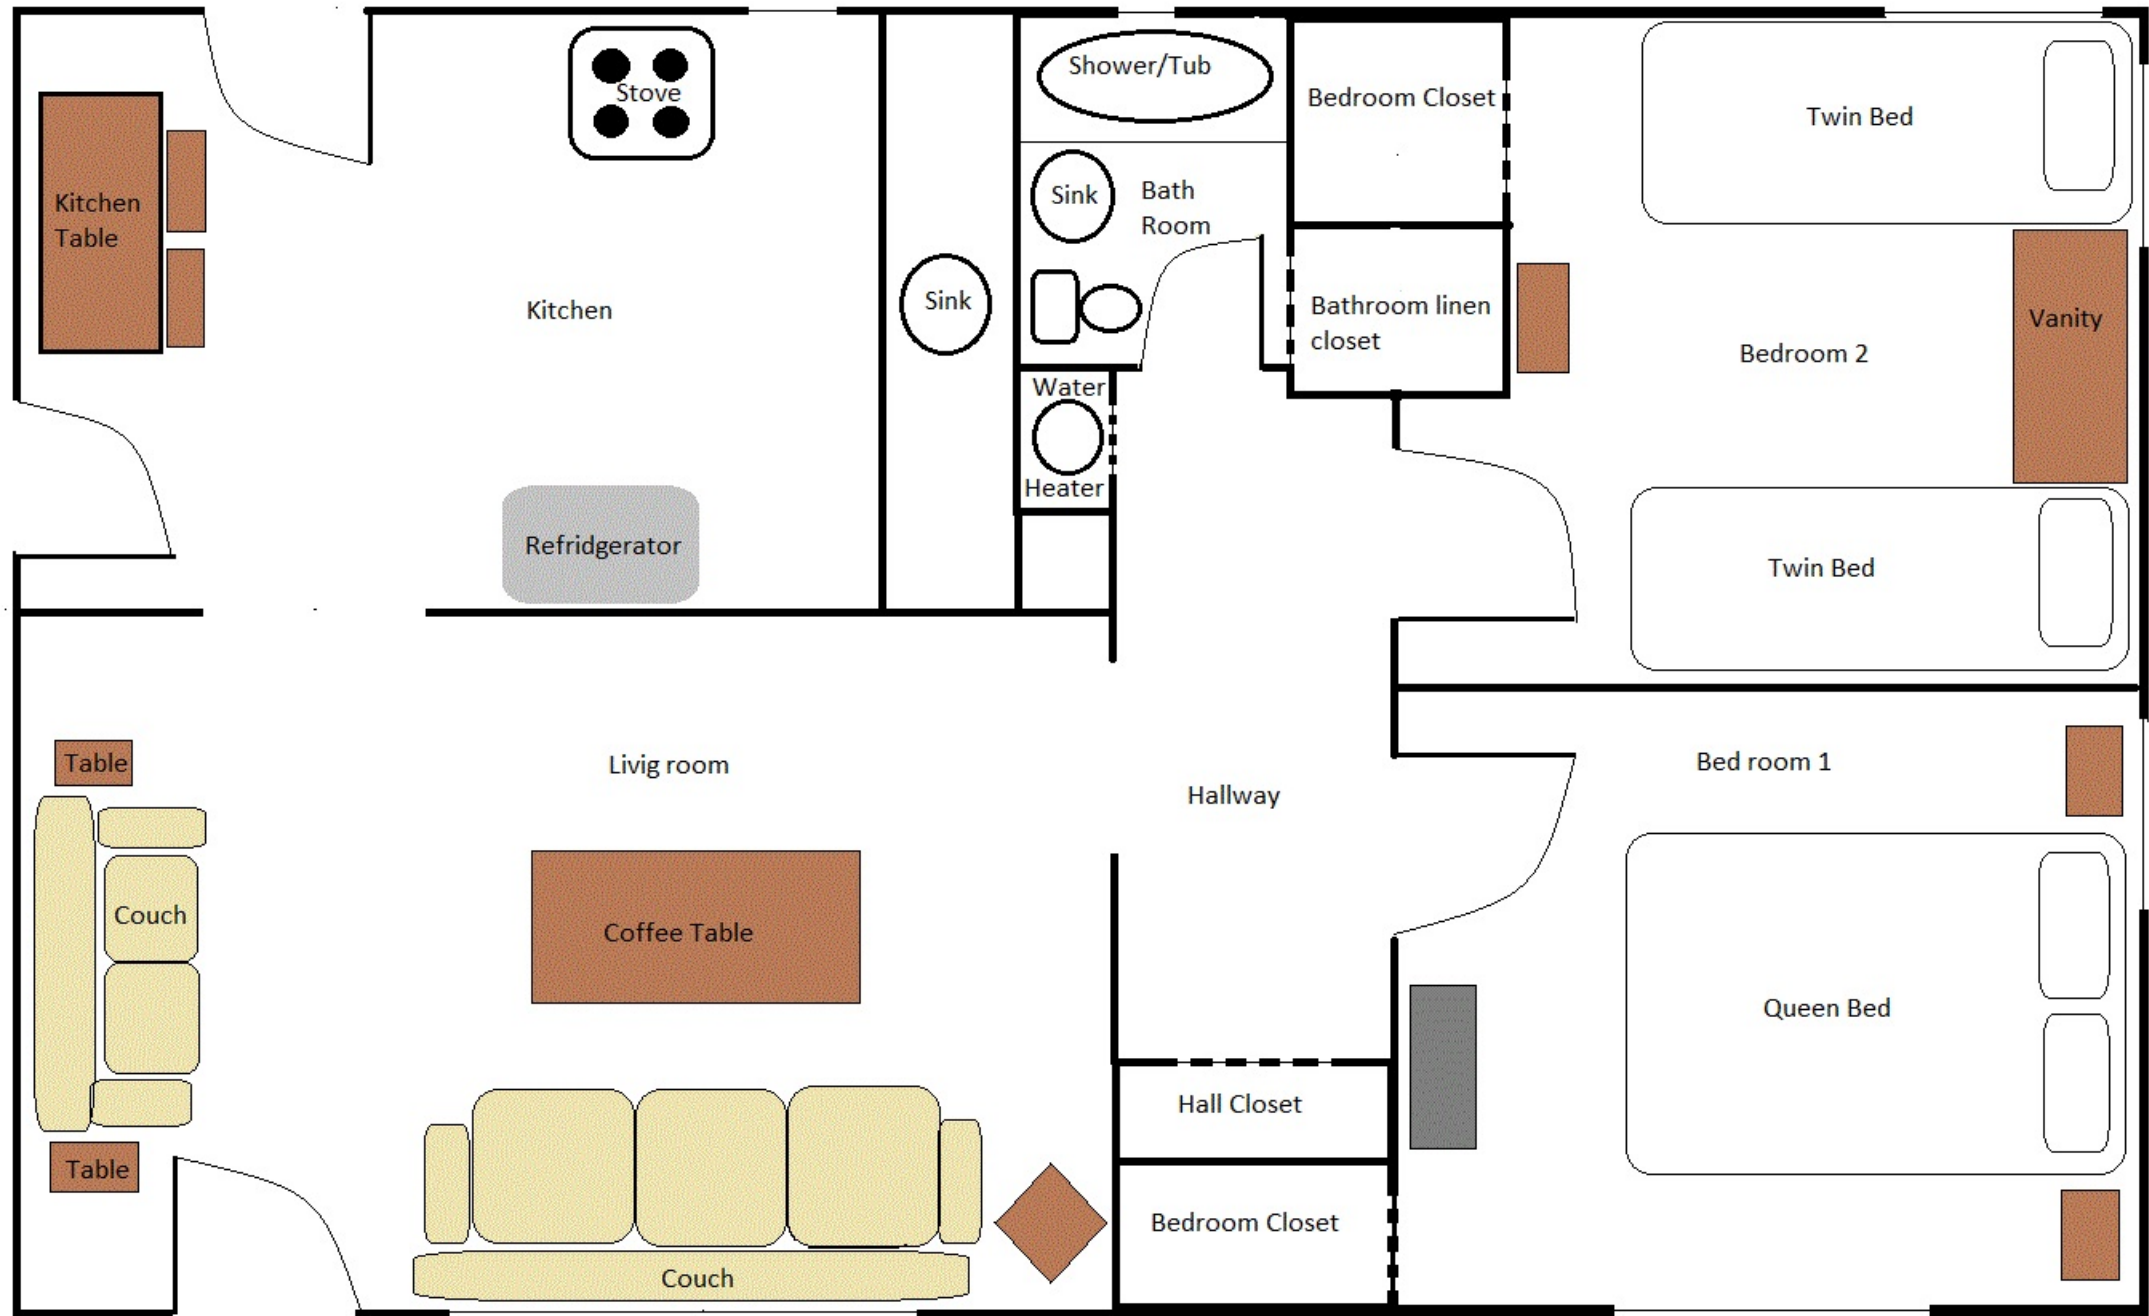 Stove
Shower/Tub
Bedroom Closet
Twin Bed
Kitchen
Table
Sink
Bath
Room
Kitchen
Sink
Bathroom linen
closet
Vanity
Bedroom 2
Water
Heater
Refridgerator
Twin Bed
Table
Livig room
Hallway
Bed room 1
Couch
Coffee Table
Queen Bed
Hall Closet
Table
Bedroom Closet
Couch